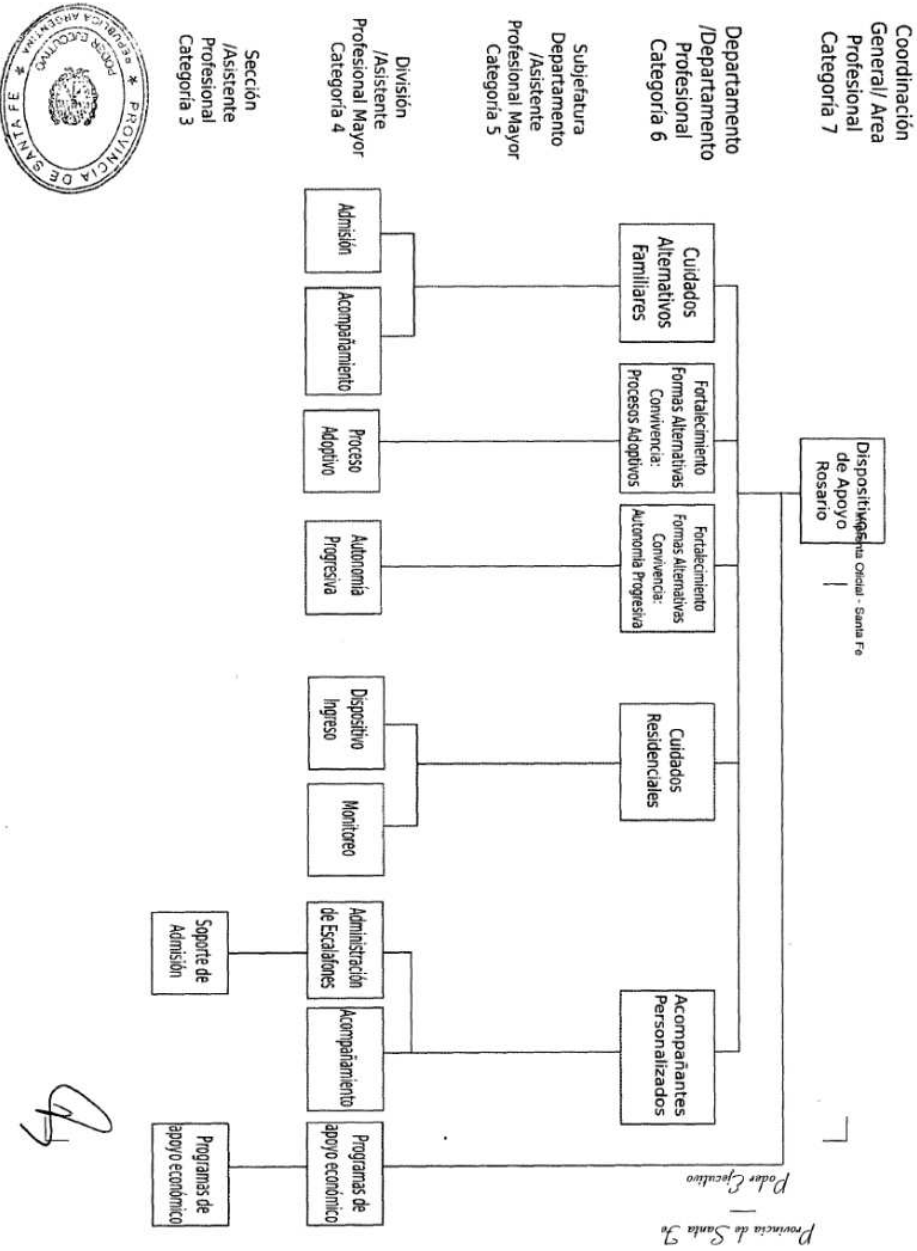 Provincia de Santa Fe
Poder Ejecutivo
Imprenta Oficial - Santa Fe
Coordinación
General/ Area
Profesional
Categoría 7
Dispositivos
de Apoyo
Rosario
Departamento
/Departamento
Profesional
Categoría 6
Cuidados
Alternativos
Familiares
Fortalecimiento
Formas Alternativas
Convivencia:
Procesos Adoptivos
Fortalecimiento
Formas Alternativas
Convivencia:
Autonomía Progresiva
Cuidados
Residenciales
Acompañantes
Personalizados
Subjefatura
Departamento
/Asistente
Profesional Mayor
Categoría 5
División
/Asistente
Profesional Mayor
Categoría 4
Admisión
Acompañamiento
Proceso
Adoptivo
Autonomía
Progresiva
Dispositivo
Ingreso
Monitoreo
Administración
de Escalafones
Acompañamiento
Programas de
apoyo económico
Sección
/Asistente
Profesional
Categoría 3
Soporte de
Admisión
Programas de
apoyo económico
REPUBLICA ARGENTINA * PROVINCIA DE SANTA FE *
PODER EJECUTIVO